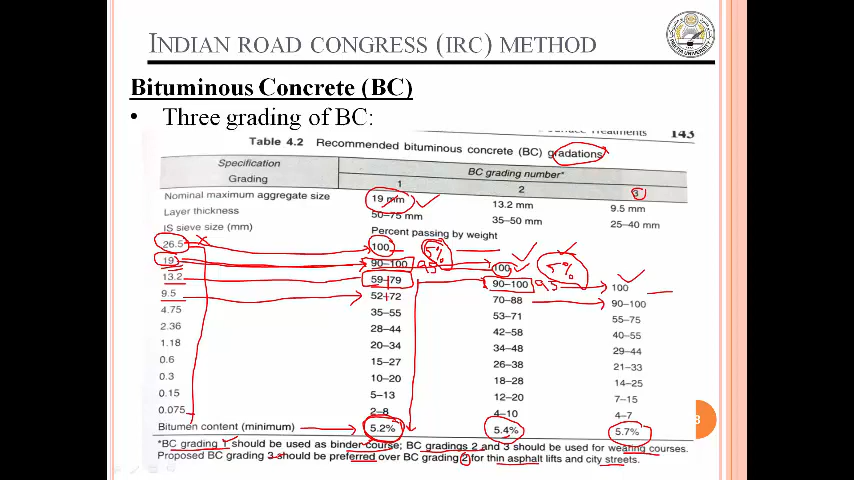 INDIAN ROAD CONGRESS (IRC) METHOD
Bituminous Concrete (BC)
• Three grading of BC:
Surface Treatments 143
Table 4.2 Recommended bituminous concrete (BC) gradations*
Specification BC grading number*
Grading 1 2 3
Nominal maximum aggregate size 19 mm 13.2 mm 9.5 mm
Layer thickness 50–75 mm 35–50 mm 25–40 mm
IS sieve size (mm) Percent passing by weight
26.5 100 5%
19 90–100 95 100 5%
13.2 59–79 90–100 95 100
9.5 52–72 70–88 90–100
4.75 35–55 53–71 55–75
2.36 28–44 42–58 40–55
1.18 20–34 34–48 29–44
0.6 15–27 26–38 21–33
0.3 10–20 18–28 14–25
0.15 5–13 12–20 7–15
0.075 2–8 4–10 4–7
Bitumen content (minimum) 5.2% 5.4% 5.7%
*BC grading 1 should be used as binder course; BC gradings 2 and 3 should be used for wearing courses.
Proposed BC grading 3 should be preferred over BC grading 2 for thin asphalt lifts and city streets.